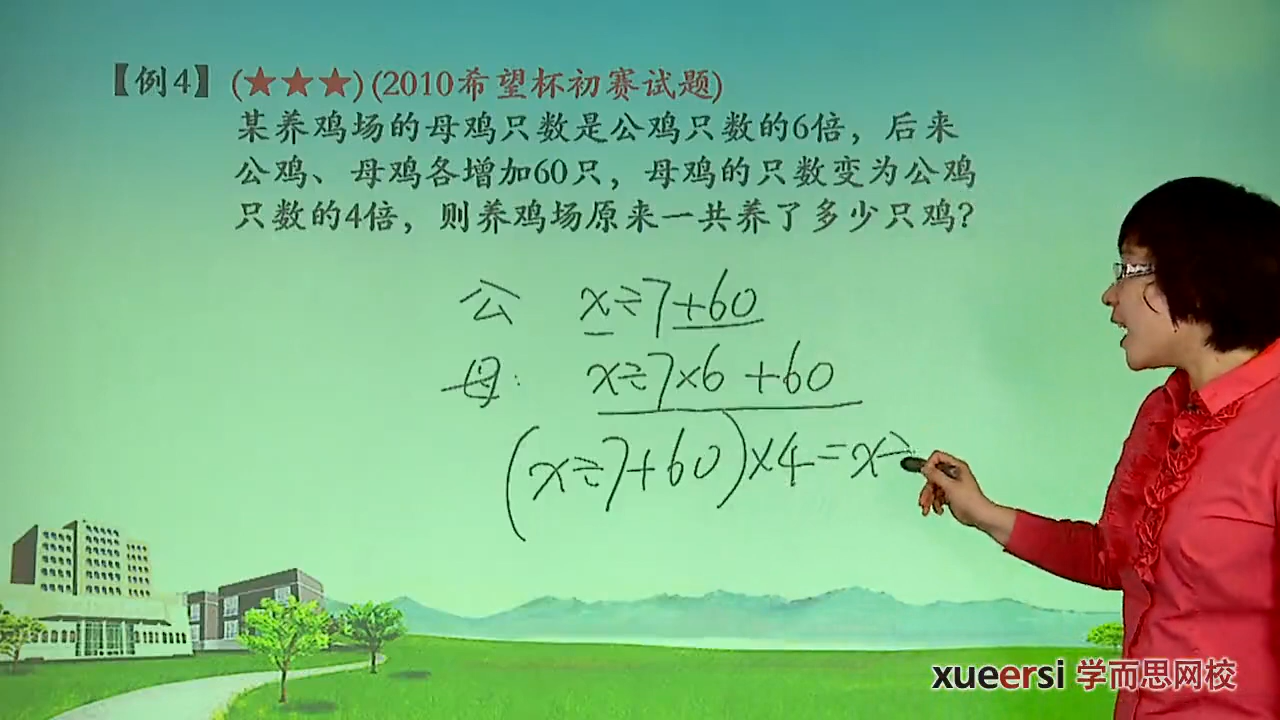 【例4】(★★★)(2010希望杯初赛试题)
某养鸡场的母鸡只数是公鸡只数的6倍，后来
公鸡、母鸡各增加60只，母鸡的只数变为公鸡
只数的4倍，则养鸡场原来一共养了多少只鸡?
公 x÷7+60
母: x÷7×6+60
(x÷7+60)×4=x÷
xueersi 学而思网校